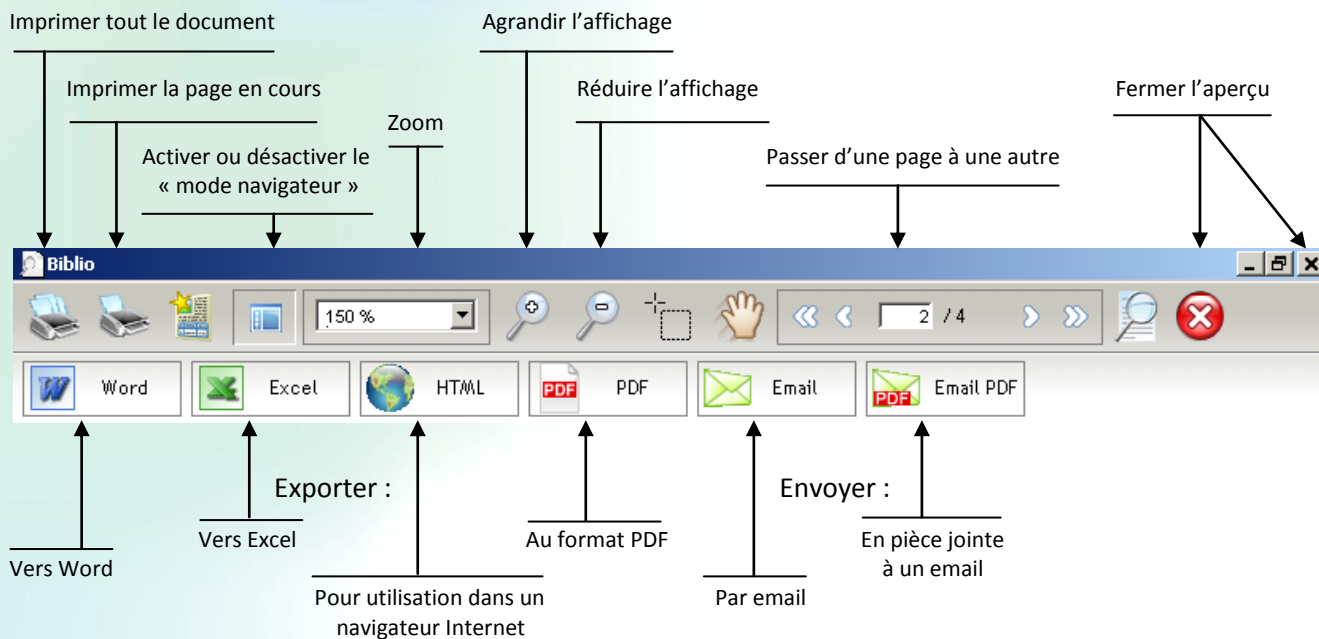 Imprimer tout le document
Agrandir l’affichage
Imprimer la page en cours
Réduire l’affichage
Fermer l’aperçu
Zoom
Activer ou désactiver le
« mode navigateur »
Passer d’une page à une autre
Biblio
150 %
2 / 4
Word
Excel
HTML
PDF
PDF
Email
PDF
Email PDF
Exporter :
Envoyer :
Vers Excel
Au format PDF
En pièce jointe
à un email
Vers Word
Pour utilisation dans un
navigateur Internet
Par email